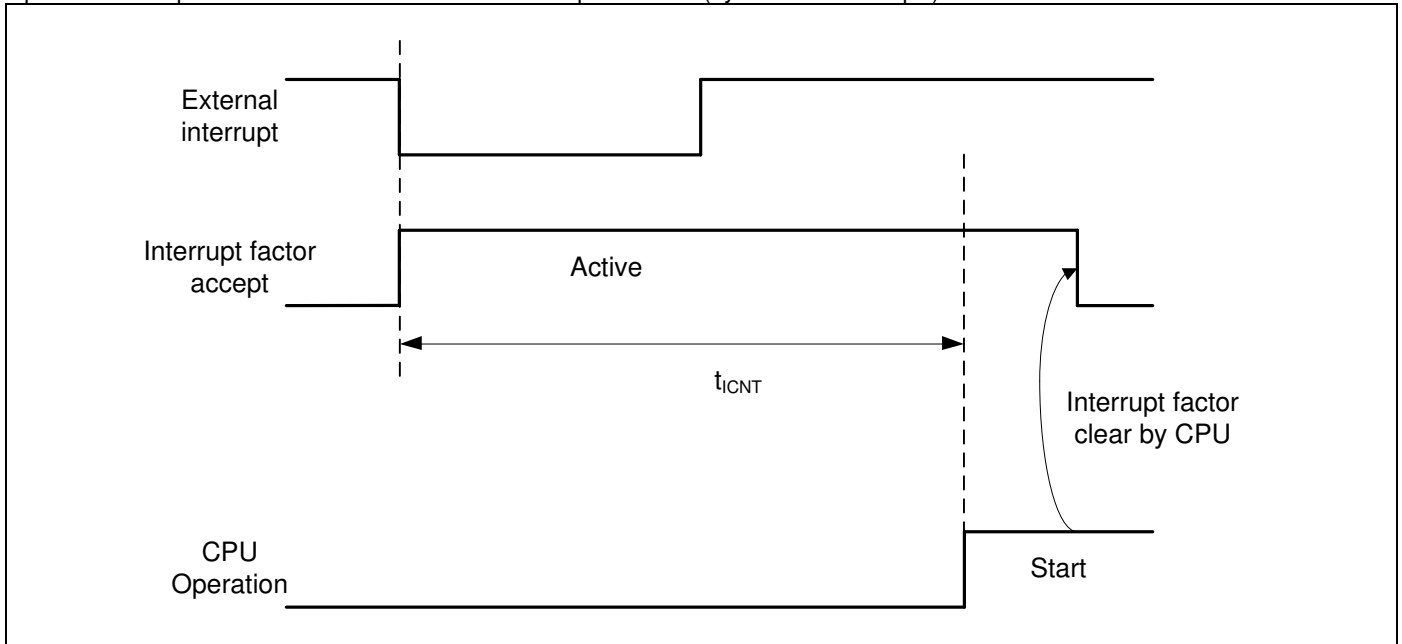 External
interrupt
Interrupt factor
accept
Active
tICNT
Interrupt factor
clear by CPU
CPU
Operation
Start